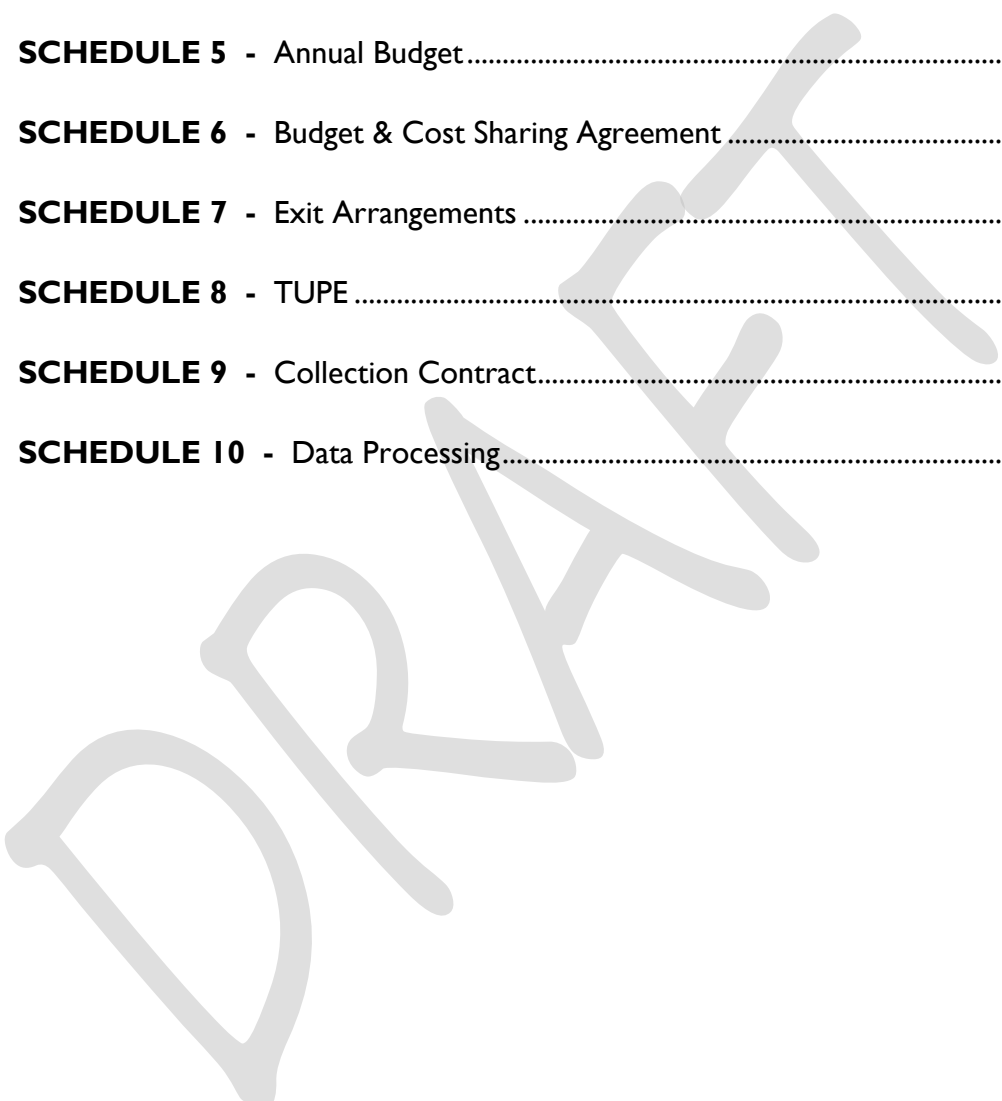 SCHEDULE 5 - Annual Budget..........................................................................................
SCHEDULE 6 - Budget & Cost Sharing Agreement ..............................................
SCHEDULE 7 - Exit Arrangements ................................................................................
SCHEDULE 8 - TUPE .............................................................................................................
SCHEDULE 9 - Collection Contract..............................................................................
SCHEDULE 10 - Data Processing....................................................................................
DRAFT